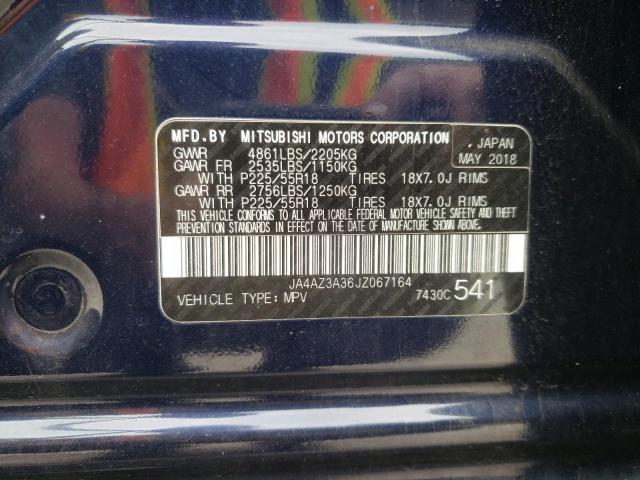 MFD.BY MITSUBISHI MOTORS CORPORATION
, JAPAN
GVWR 4861LBS/2205KG
MAY 2018
GAWR FR 2535LBS/1150KG
WITH P225/55R18 TIRES 18X7.0J RIMS
GAWR RR 2756LBS/1250KG
WITH P225/55R18 TIRES 18X7.0J RIMS
THIS VEHICLE CONFORMS TO ALL APPLICABLE FEDERAL MOTOR VEHICLE SAFETY AND THEFT
PREVENTION STANDARDS IN EFFECT ON THE DATE OF MANUFACTURE SHOWN ABOVE.
JA4AZ3A36JZ067164
VEHICLE TYPE: MPV
7430C 541